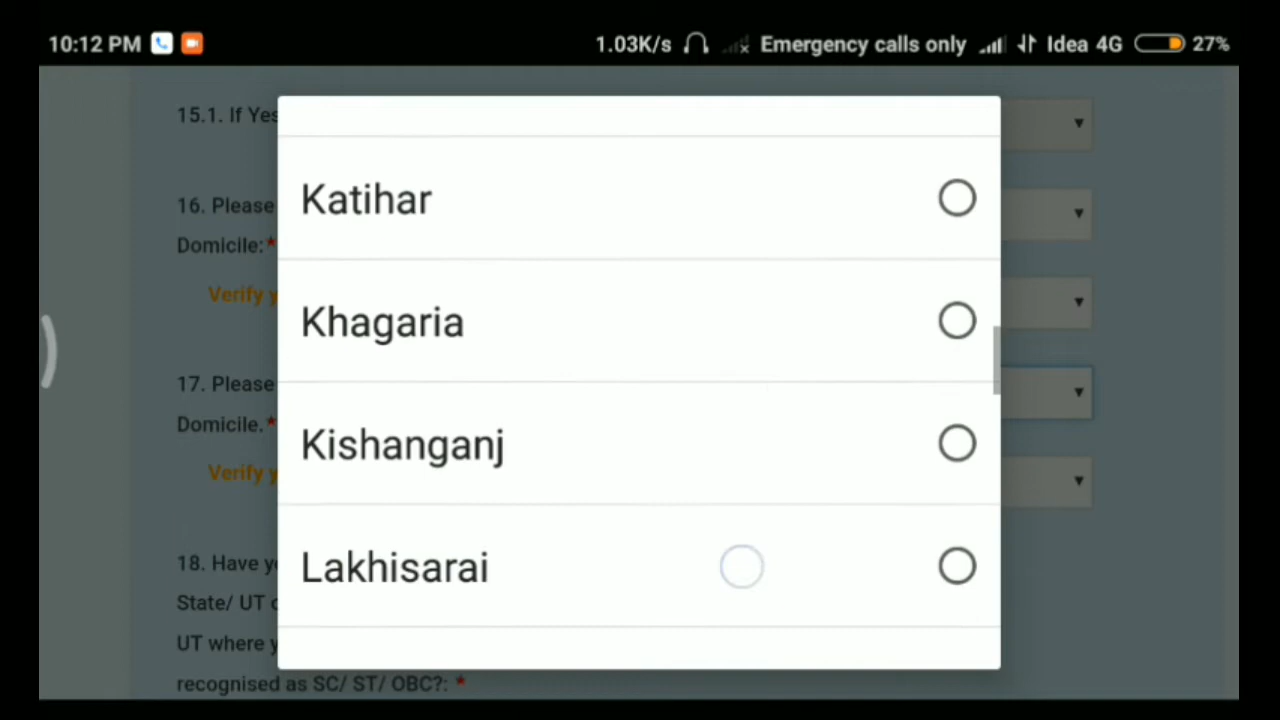 10:12 PM 1.03K/s Emergency calls only Idea 4G 27%
15.1. If Yes
16. Please
Domicile:*
Verify y
17. Please
Domicile.*
Verify y
18. Have y
State/ UT
UT where y
recognised as SC/ ST/ OBC?: *
Katihar
Khagaria
Kishanganj
Lakhisarai